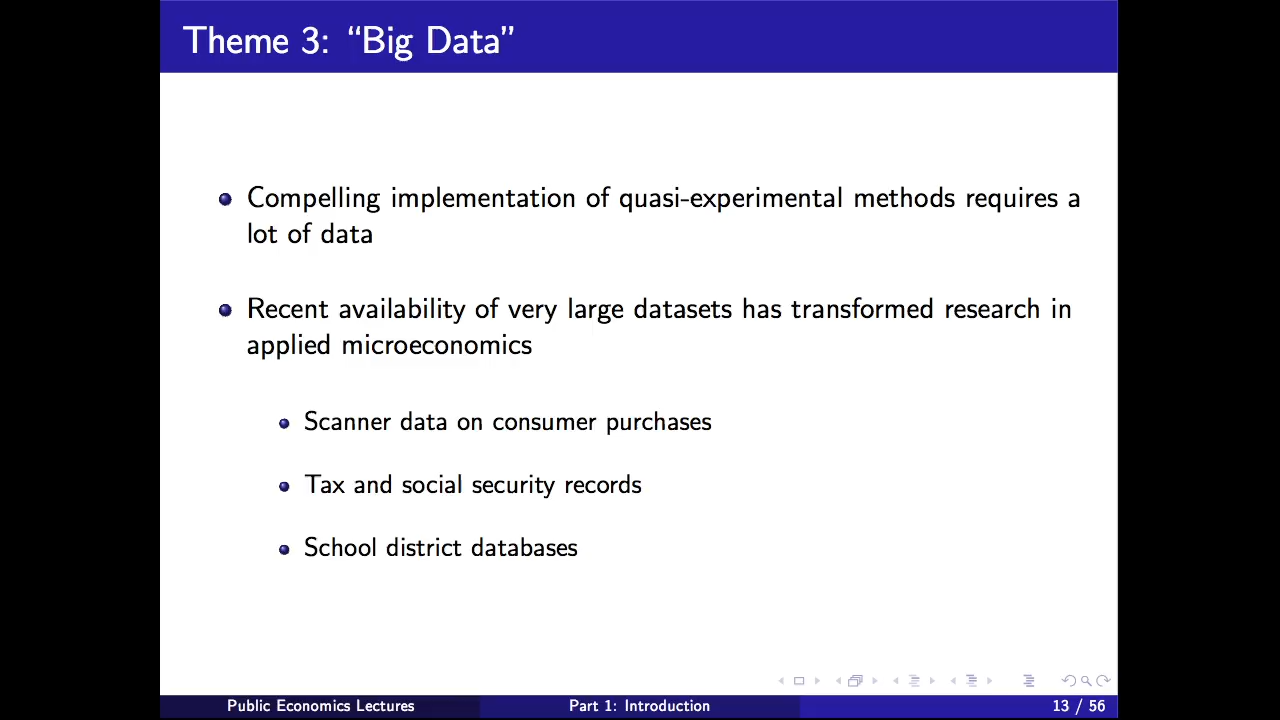 Theme 3: “Big Data”
Compelling implementation of quasi-experimental methods requires a
lot of data
Recent availability of very large datasets has transformed research in
applied microeconomics
Scanner data on consumer purchases
Tax and social security records
School district databases
Public Economics Lectures
Part 1: Introduction
13 / 56